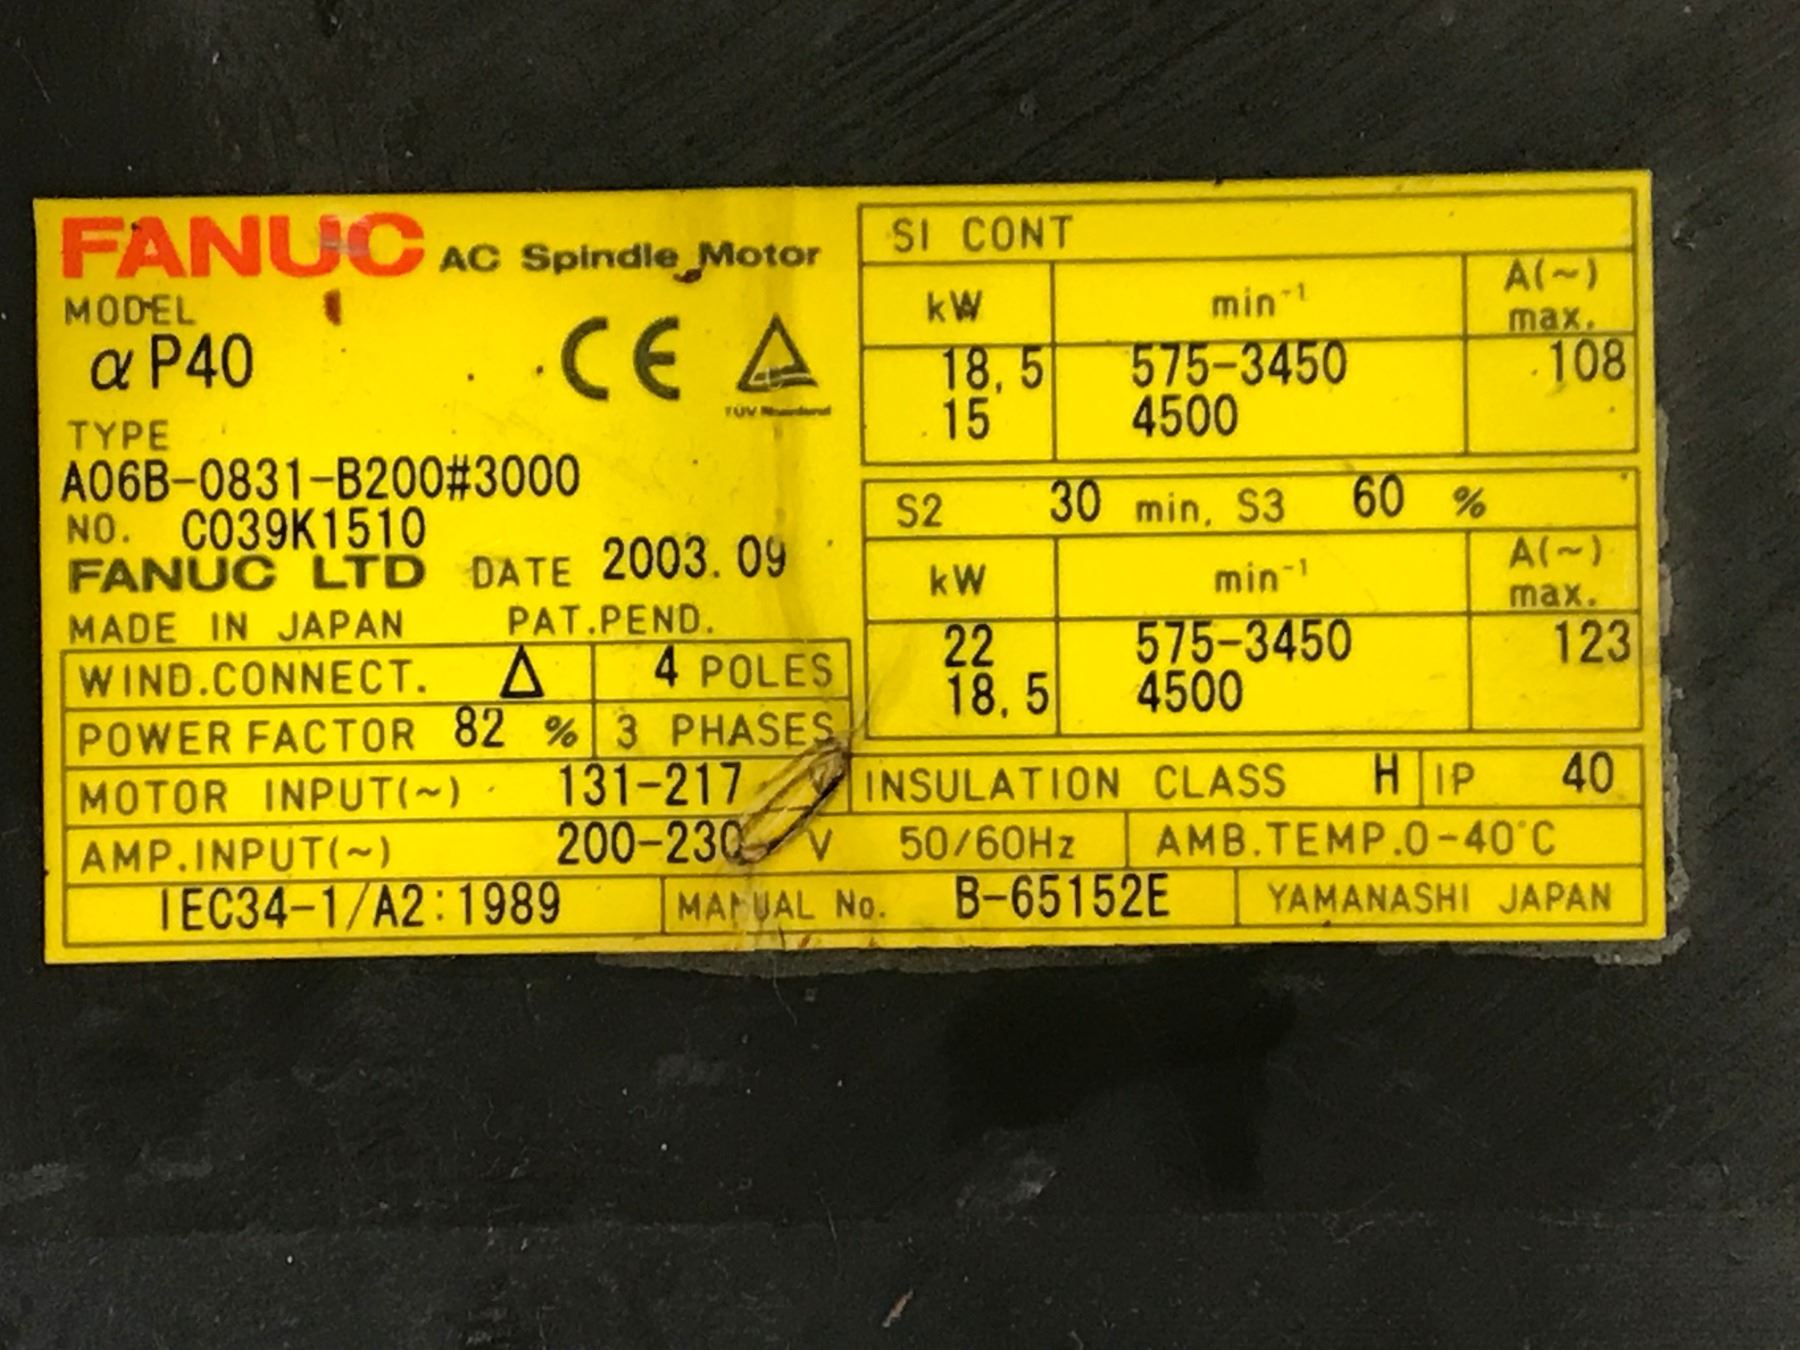 FANUC AC Spindle Motor
MODEL
αP40
CE
TÜV
TYPE
A06B-0831-B200#3000
NO. C039K1510
FANUC LTD DATE 2003.09
MADE IN JAPAN PAT.PEND.
WIND.CONNECT. Δ 4 POLES
POWER FACTOR 82 % 3 PHASES
MOTOR INPUT(~) 131-217
AMP.INPUT(~) 200-230 V 50/60Hz AMB.TEMP.0-40°C
IEC34-1/A2:1989 MANUAL No. B-65152E YAMANASHI JAPAN
SI CONT
kW min⁻¹ A(~) max.
18.5 575-3450 108
15 4500
S2 30 min, S3 60 %
kW min⁻¹ A(~) max.
22 575-3450 123
18.5 4500
INSULATION CLASS H IP 40